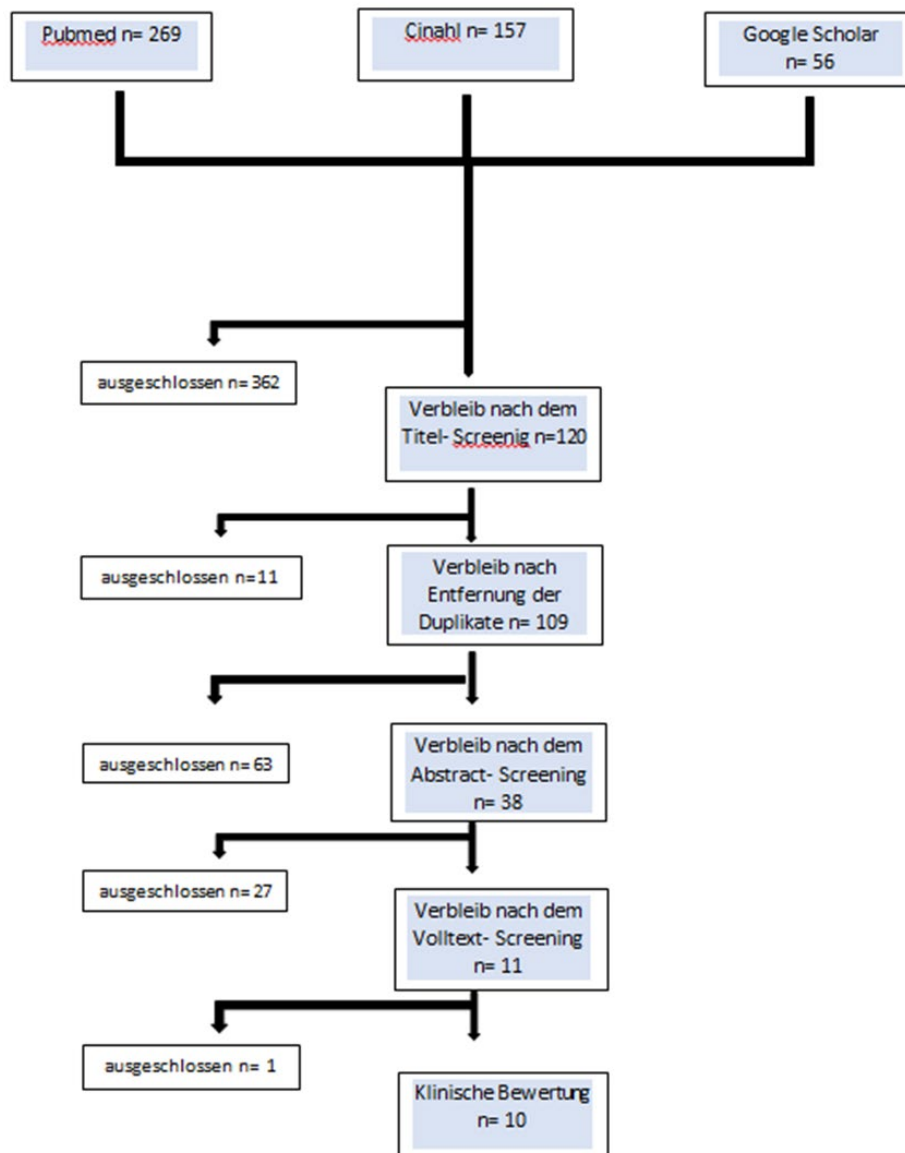 Pubmed n= 269
Cinahl n= 157
Google Scholar
n= 56
ausgeschlossen n= 362
Verbleib nach dem
Titel- Screenig n=120
ausgeschlossen n=11
Verbleib nach
Entfernung der
Duplikate n= 109
ausgeschlossen n= 63
Verbleib nach dem
Abstract- Screening
n= 38
ausgeschlossen n= 27
Verbleib nach dem
Volltext- Screening
n= 11
ausgeschlossen n= 1
Klinische Bewertung
n= 10